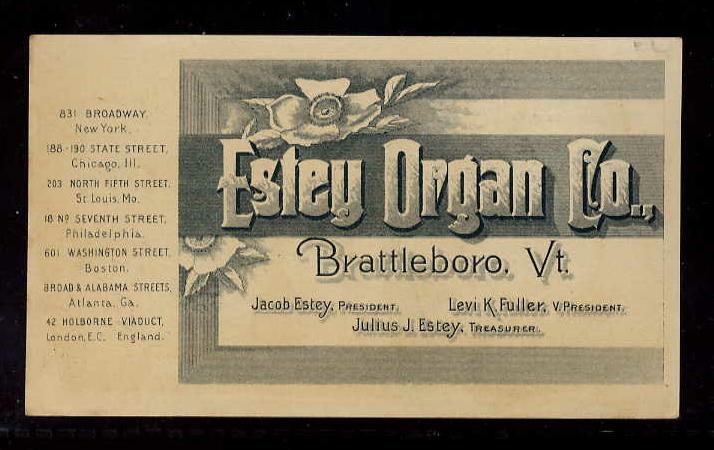 831 BROADWAY,
New York.
188-190 STATE STREET,
Chicago, Ill.
203 NORTH FIFTH STREET,
St. Louis, Mo.
18 No SEVENTH STREET,
Philadelphia.
601 WASHINGTON STREET,
Boston.
BROAD & ALABAMA STREETS,
Atlanta, Ga.
42 HOLBORNE VIADUCT,
London, E.C. England.
Estey Organ Co.,
Brattleboro, Vt.
Jacob Estey, PRESIDENT. Levi K. Fuller, V. PRESIDENT.
Julius J. Estey, TREASURER.